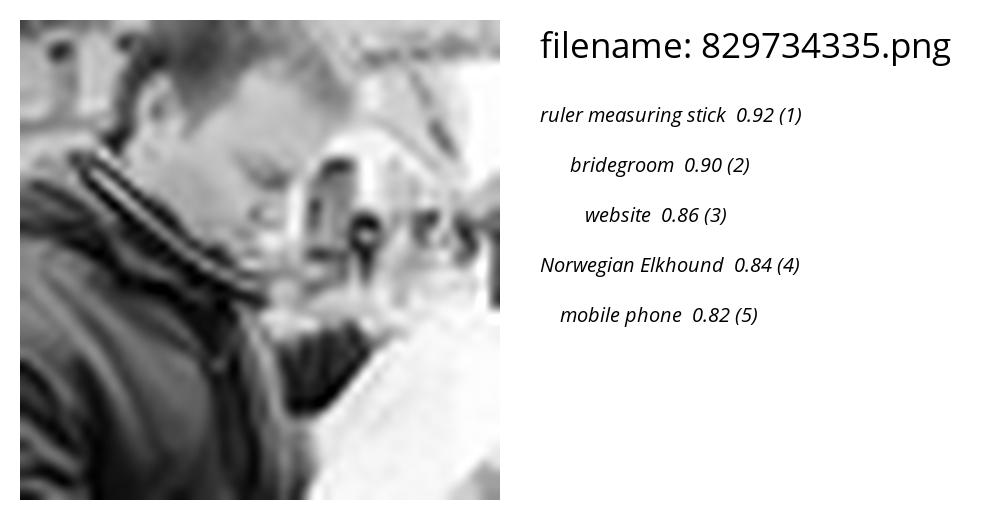 filename: 829734335.png
ruler measuring stick 0.92 (1)
bridegroom 0.90 (2)
website 0.86 (3)
Norwegian Elkhound 0.84 (4)
mobile phone 0.82 (5)